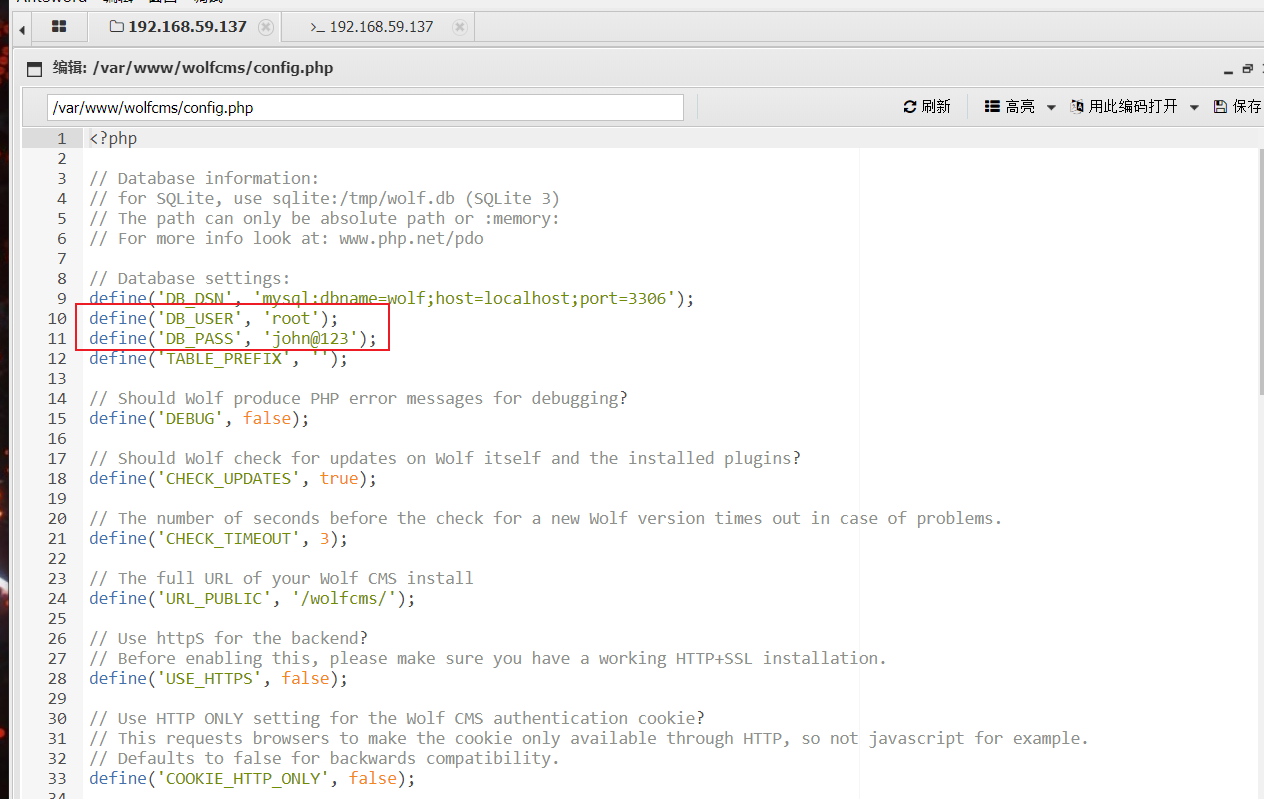 AntSword 编辑 窗口 调试
192.168.59.137
>_ 192.168.59.137
编辑: /var/www/wolfcms/config.php
/var/www/wolfcms/config.php
刷新
高亮
用此编码打开
保存
1 <?php
2
3 // Database information:
4 // for SQLite, use sqlite:/tmp/wolf.db (SQLite 3)
5 // The path can only be absolute path or :memory:
6 // For more info look at: www.php.net/pdo
7
8 // Database settings:
9 define('DB_DSN', 'mysql:dbname=wolf;host=localhost;port=3306');
10 define('DB_USER', 'root');
11 define('DB_PASS', 'john@123');
12 define('TABLE_PREFIX', '');
13
14 // Should Wolf produce PHP error messages for debugging?
15 define('DEBUG', false);
16
17 // Should Wolf check for updates on Wolf itself and the installed plugins?
18 define('CHECK_UPDATES', true);
19
20 // The number of seconds before the check for a new Wolf version times out in case of problems.
21 define('CHECK_TIMEOUT', 3);
22
23 // The full URL of your Wolf CMS install
24 define('URL_PUBLIC', '/wolfcms/');
25
26 // Use httpS for the backend?
27 // Before enabling this, please make sure you have a working HTTP+SSL installation.
28 define('USE_HTTPS', false);
29
30 // Use HTTP ONLY setting for the Wolf CMS authentication cookie?
31 // This requests browsers to make the cookie only available through HTTP, so not javascript for example.
32 // Defaults to false for backwards compatibility.
33 define('COOKIE_HTTP_ONLY', false);
34